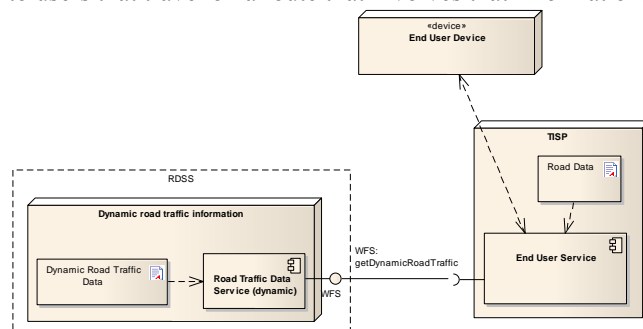 «device»
End User Device
TISP
Road Data
RDSS
Dynamic road traffic information
WFS:
getDynamicRoadTraffic
End User Service
Dynamic Road Traffic
Data
Road Traffic Data
Service (dynamic)
WFS